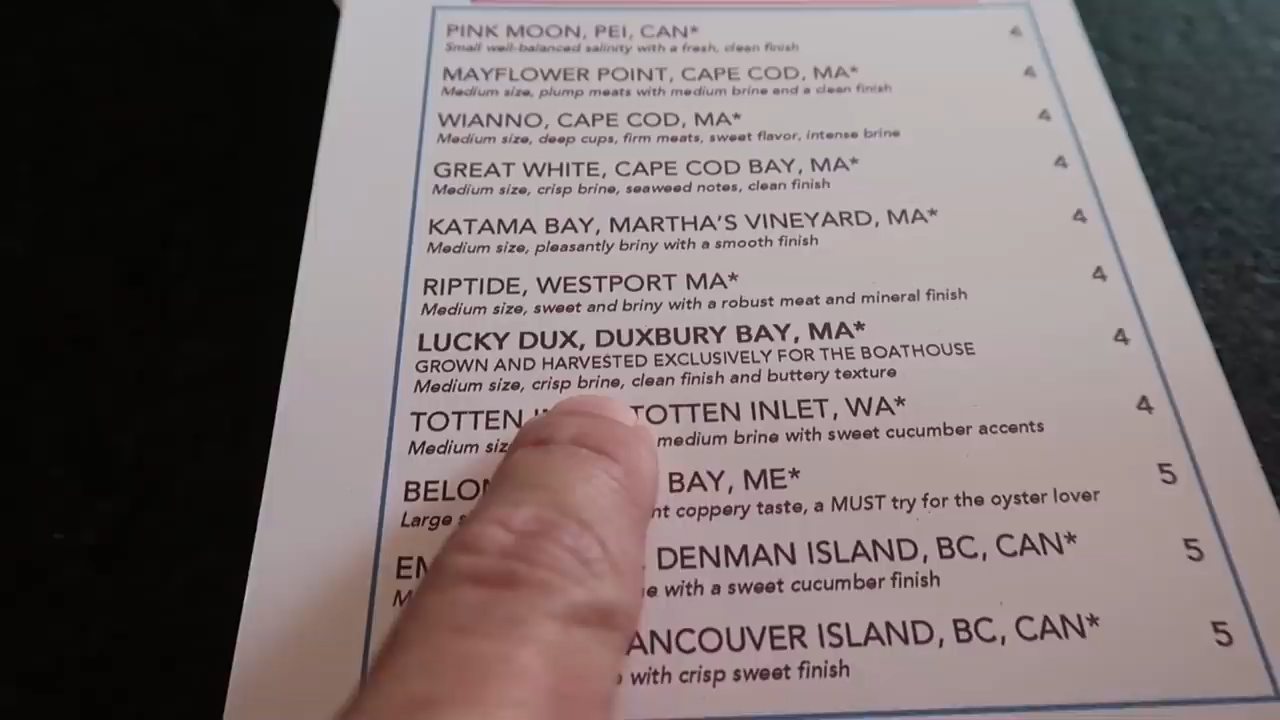 PINK MOON, PEI, CAN* 4
Small well-balanced salinity with a fresh, clean finish
MAYFLOWER POINT, CAPE COD, MA* 4
Medium size, plump meats with medium brine and a clean finish
WIANNO, CAPE COD, MA* 4
Medium size, deep cups, firm meats, sweet flavor, intense brine
GREAT WHITE, CAPE COD BAY, MA* 4
Medium size, crisp brine, seaweed notes, clean finish
KATAMA BAY, MARTHA'S VINEYARD, MA* 4
Medium size, pleasantly briny with a smooth finish
RIPTIDE, WESTPORT MA* 4
Medium size, sweet and briny with a robust meat and mineral finish
LUCKY DUX, DUXBURY BAY, MA* 4
GROWN AND HARVESTED EXCLUSIVELY FOR THE BOATHOUSE
Medium size, crisp brine, clean finish and buttery texture
TOTTEN TOTTEN INLET, WA* 4
Medium medium brine with sweet cucumber accents
BAY, ME* 5
Large coppery taste, a MUST try for the oyster lover
DENMAN ISLAND, BC, CAN* 5
with a sweet cucumber finish
VANCOUVER ISLAND, BC, CAN* 5
with crisp sweet finish